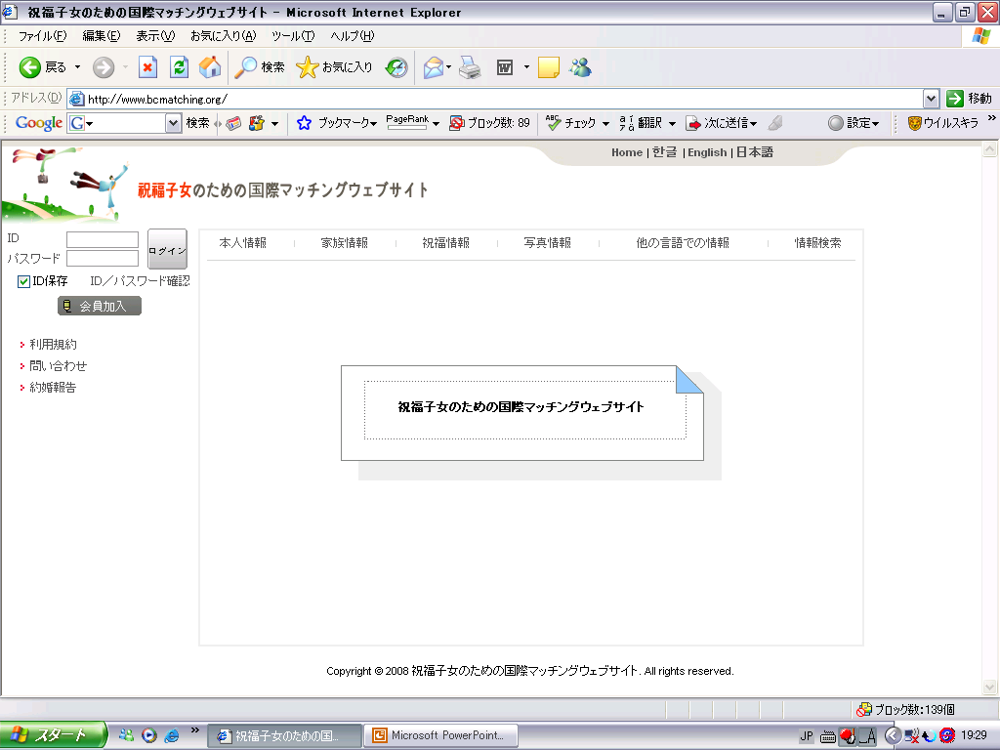 祝福子女のための国際マッチングウェブサイト - Microsoft Internet Explorer
ファイル(F) 編集(E) 表示(V) お気に入り(A) ツール(T) ヘルプ(H)
戻る 検索 お気に入り
アドレス(D) http://www.bcmatching.org/ 移動
Google G 検索 ブックマーク PageRank ブロック数: 89 ABC チェック 翻訳 次に送信 設定 ウイルスキラ »
Home | 한글 | English | 日本語
祝福子女のための国際マッチングウェブサイト
ID
パスワード
ログイン
ID保存 ID／パスワード確認
会員加入
利用規約
問い合わせ
約婚報告
本人情報 家族情報 祝福情報 写真情報 他の言語での情報 情報検索
祝福子女のための国際マッチングウェブサイト
Copyright © 2008 祝福子女のための国際マッチングウェブサイト. All rights reserved.
ブロック数:139個
スタート » 祝福子女のための国... Microsoft PowerPoint... JP A 19:29